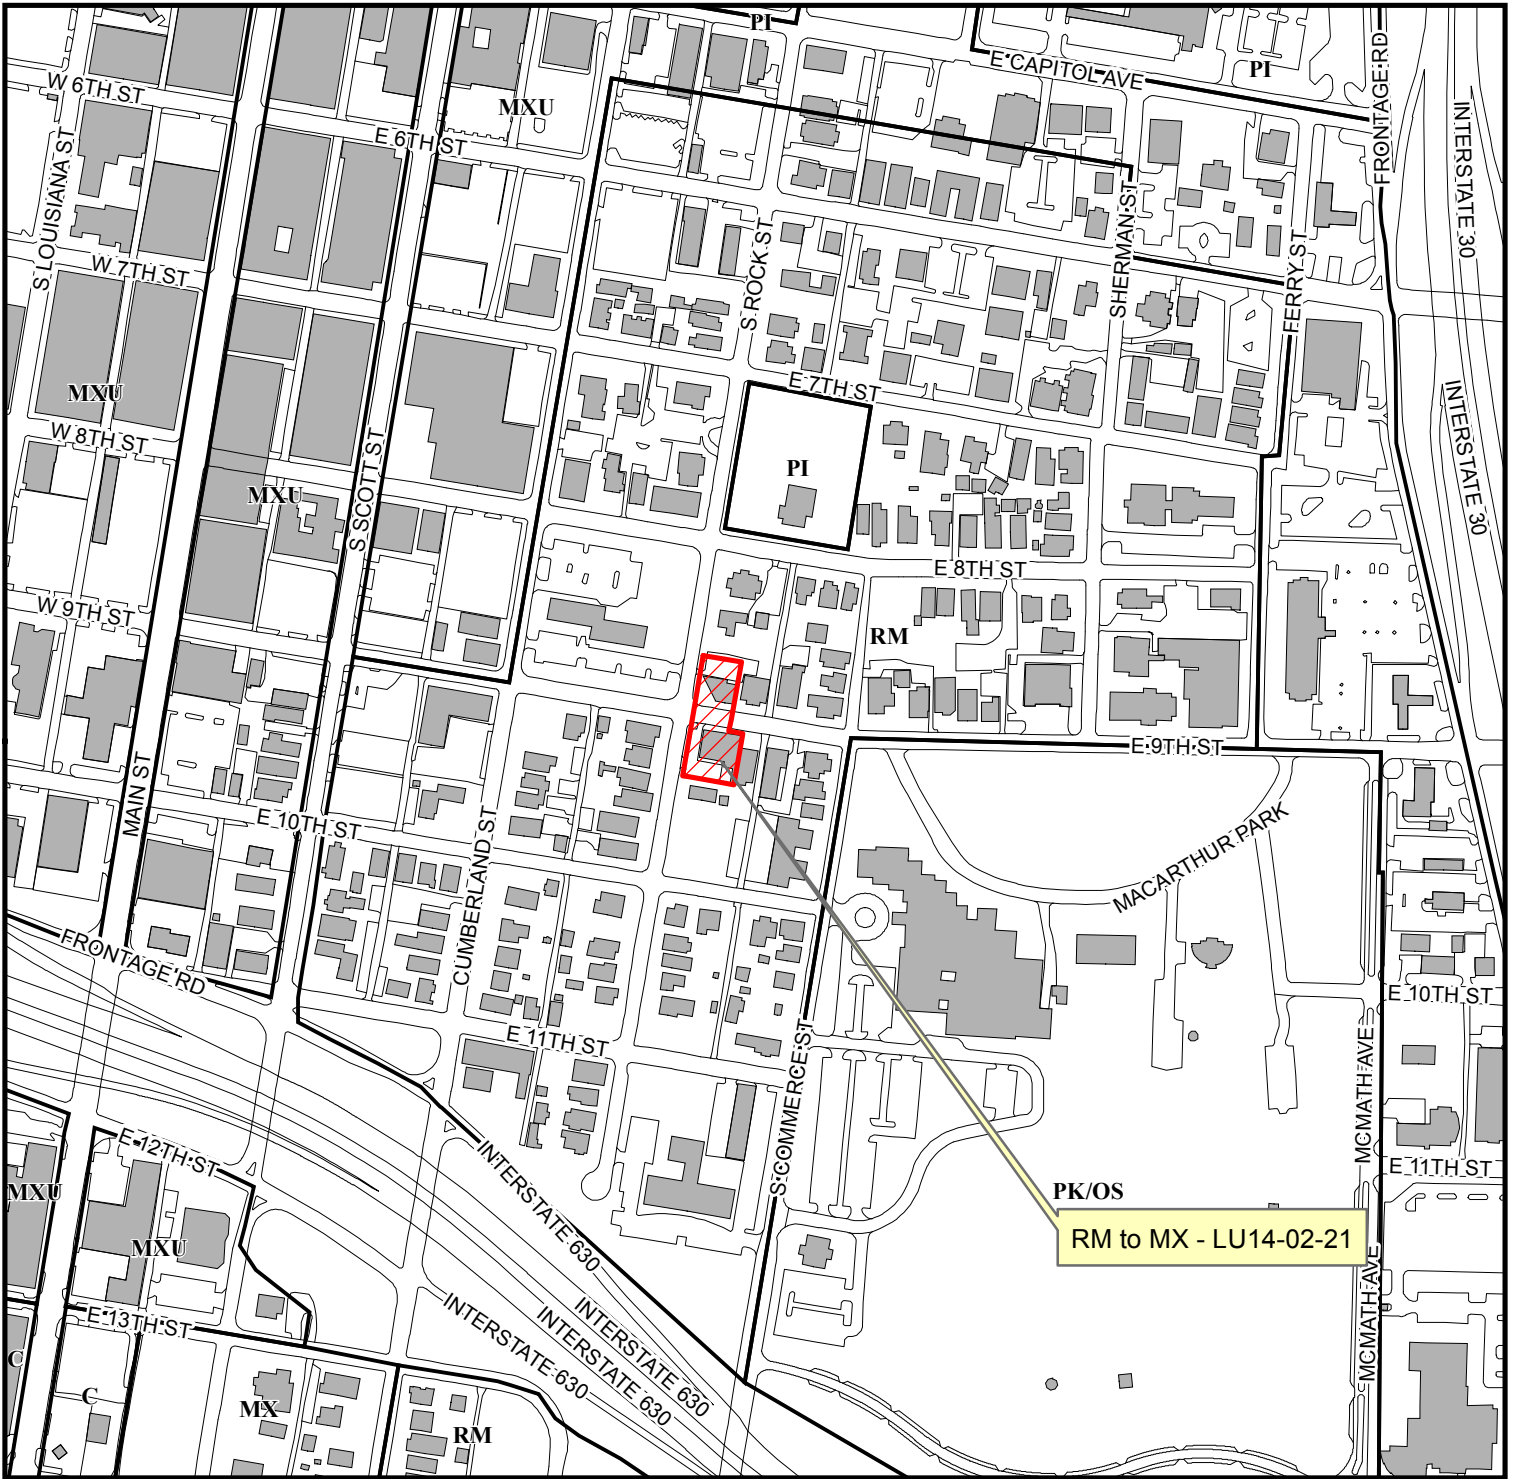 PI
E CAPITOL AVE
PI
FRONTAGE RD
INTERSTATE 30
W 6TH ST
MXU
E 6TH ST
S LOUISIANA ST
SHERMAN ST
S ROCK ST
FERRY ST
W 7TH ST
MXU
E 7TH ST
INTERSTATE 30
W 8TH ST
PI
MXU
S SCOTT ST
E 8TH ST
W 9TH ST
RM
E 9TH ST
MAIN ST
E 10TH ST
CUMBERLAND ST
MACARTHUR PARK
FRONTAGE RD
E 10TH ST
E 11TH ST
S COMMERCE ST
MCMATH AVE
E 12TH ST
INTERSTATE 630
E 11TH ST
MXU
PK/OS
RM to MX - LU14-02-21
MXU
MCMATH AVE
E 13TH ST
INTERSTATE 630
INTERSTATE 630
INTERSTATE 630
C
C
MX
RM